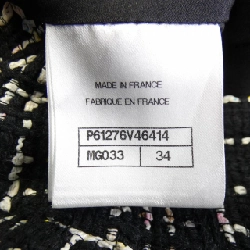 MADE IN FRANCE
FABRIQUE EN FRANCE
P61276V46414
MG033 34